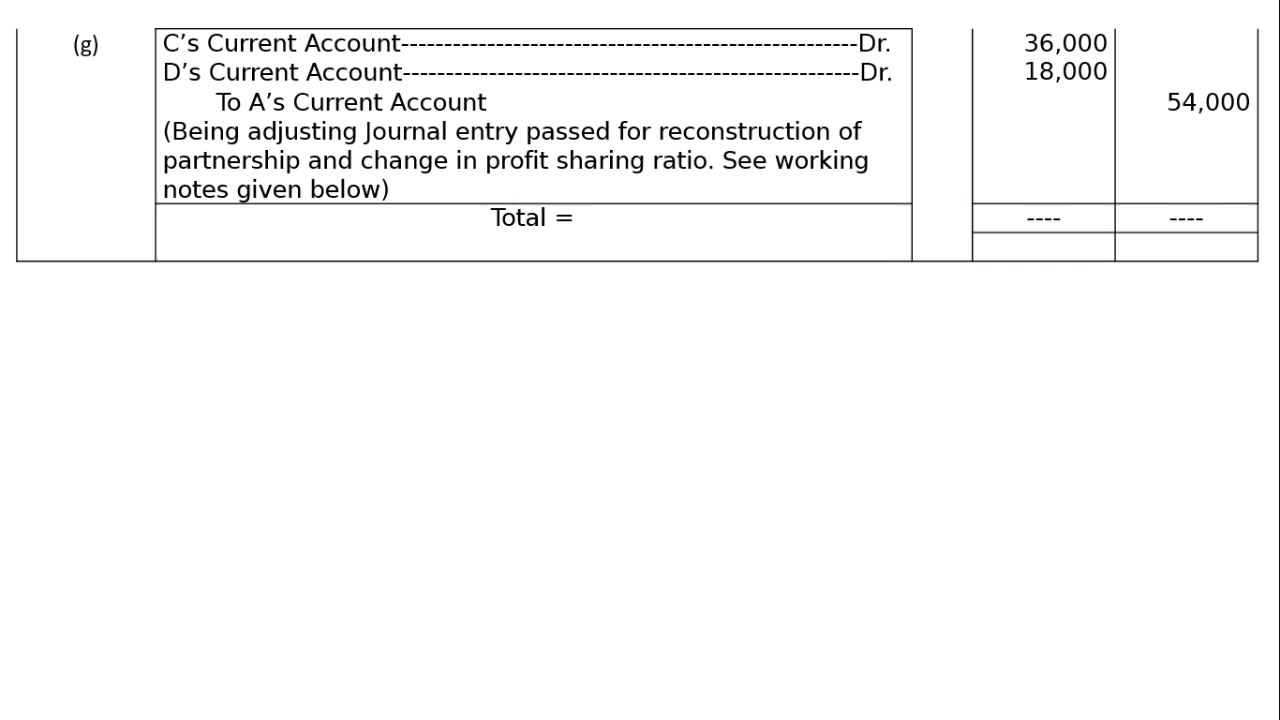 (g) C’s Current Account-----------------------------------------------------Dr. 36,000
D’s Current Account-----------------------------------------------------Dr. 18,000
To A’s Current Account 54,000
(Being adjusting Journal entry passed for reconstruction of
partnership and change in profit sharing ratio. See working
notes given below)
Total = ---- ----